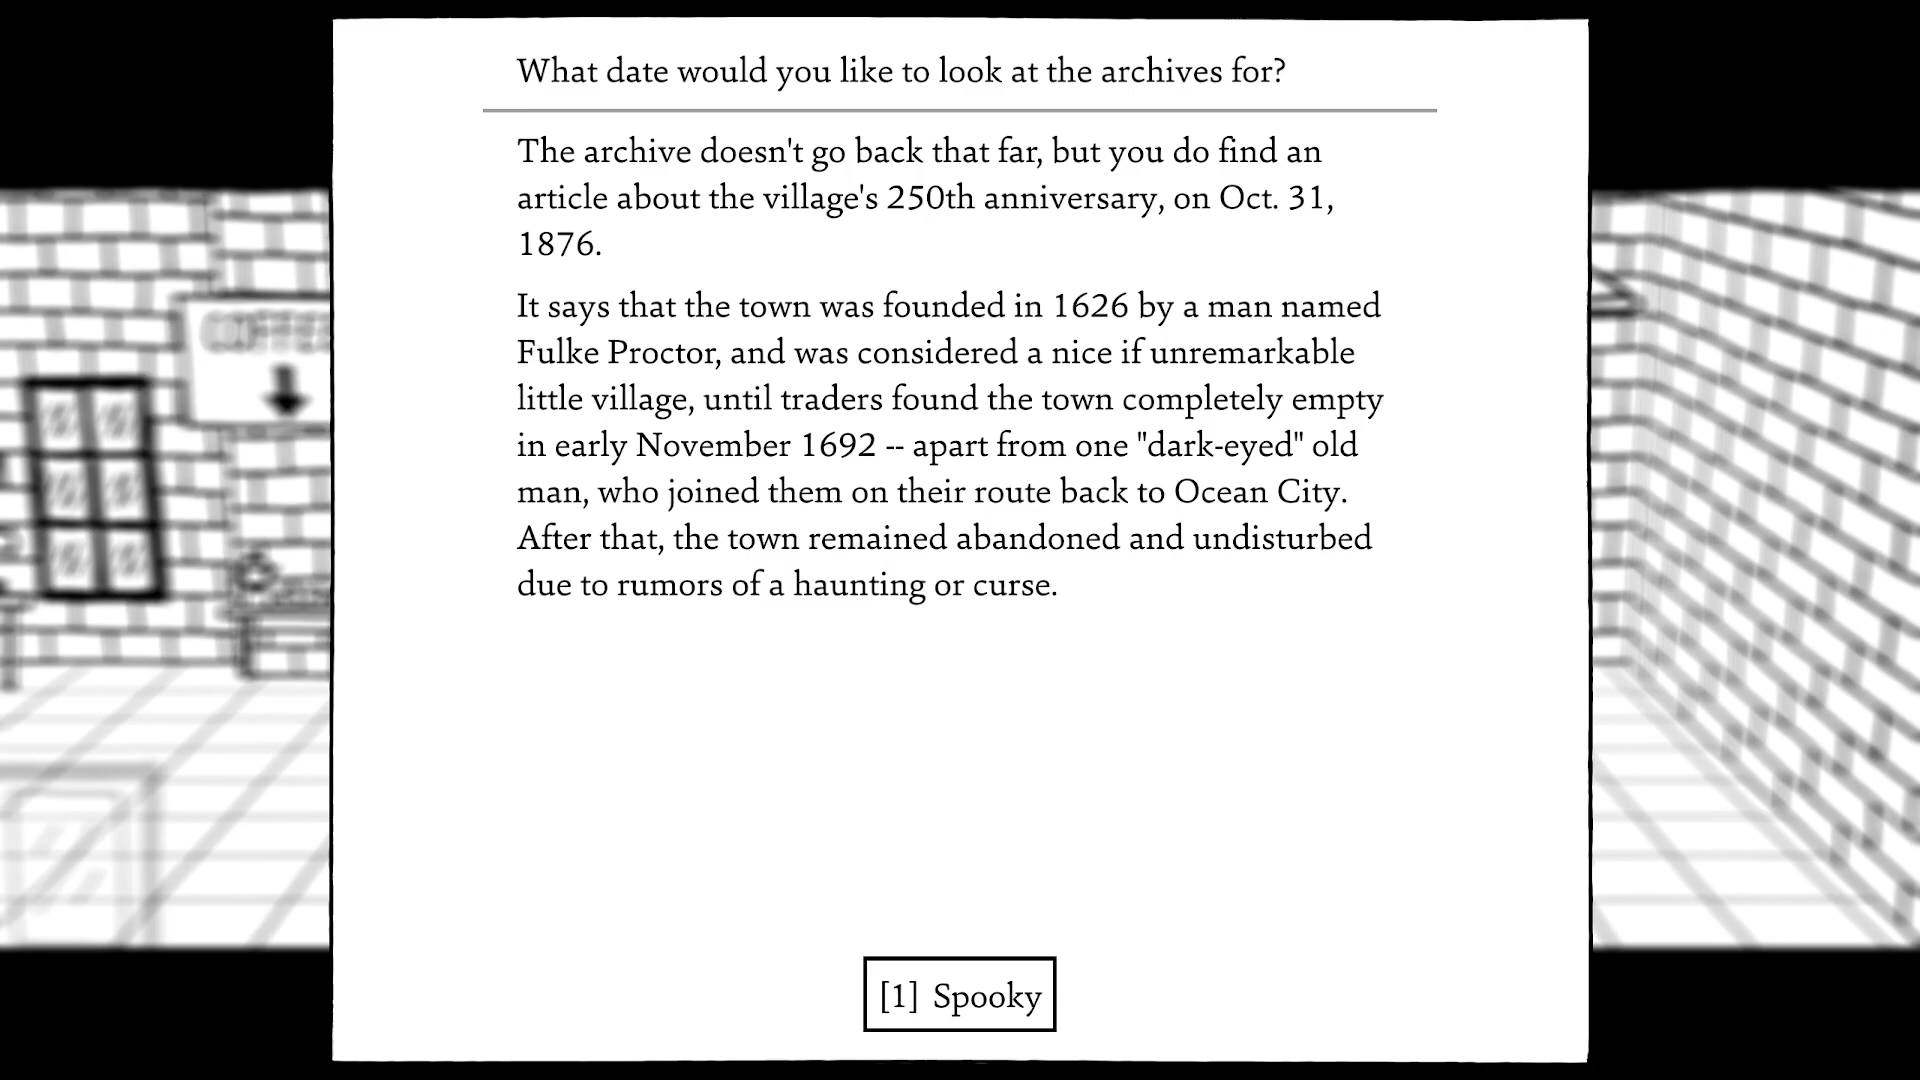 What date would you like to look at the archives for?
The archive doesn't go back that far, but you do find an
article about the village's 250th anniversary, on Oct. 31,
1876.
It says that the town was founded in 1626 by a man named
Fulke Proctor, and was considered a nice if unremarkable
little village, until traders found the town completely empty
in early November 1692 -- apart from one "dark-eyed" old
man, who joined them on their route back to Ocean City.
After that, the town remained abandoned and undisturbed
due to rumors of a haunting or curse.
[1] Spooky